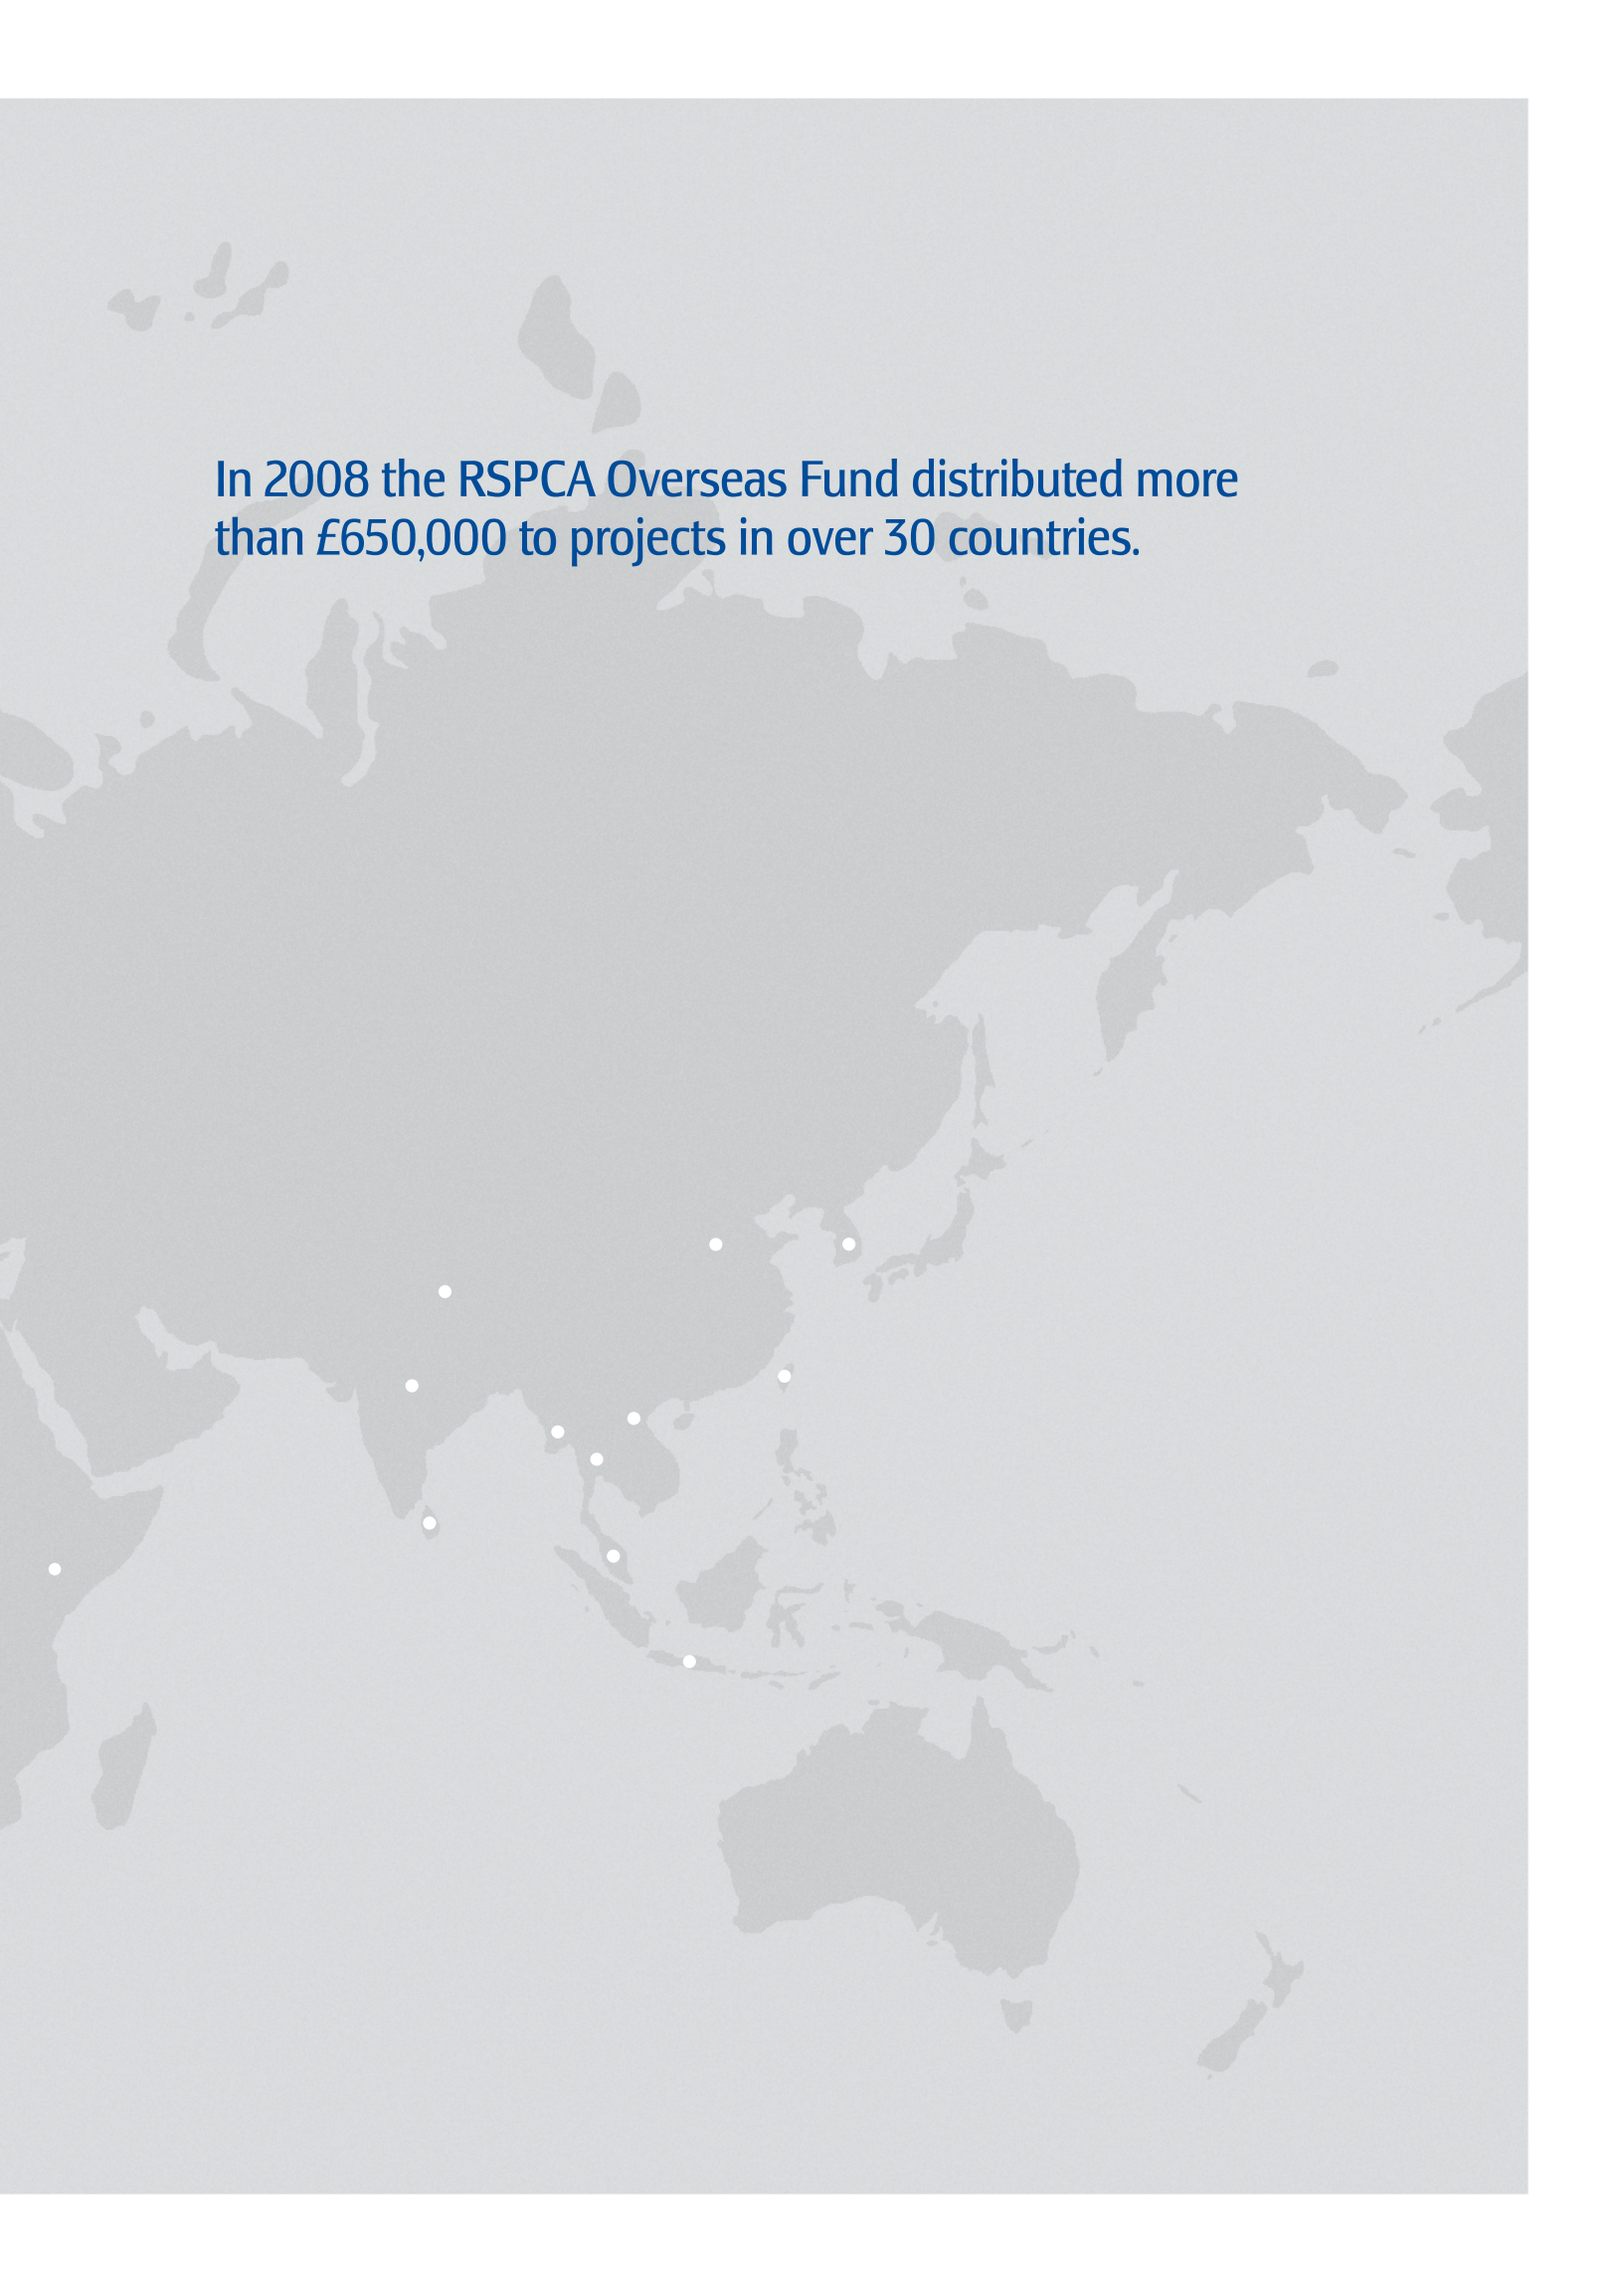 In 2008 the RSPCA Overseas Fund distributed more
than £650,000 to projects in over 30 countries.